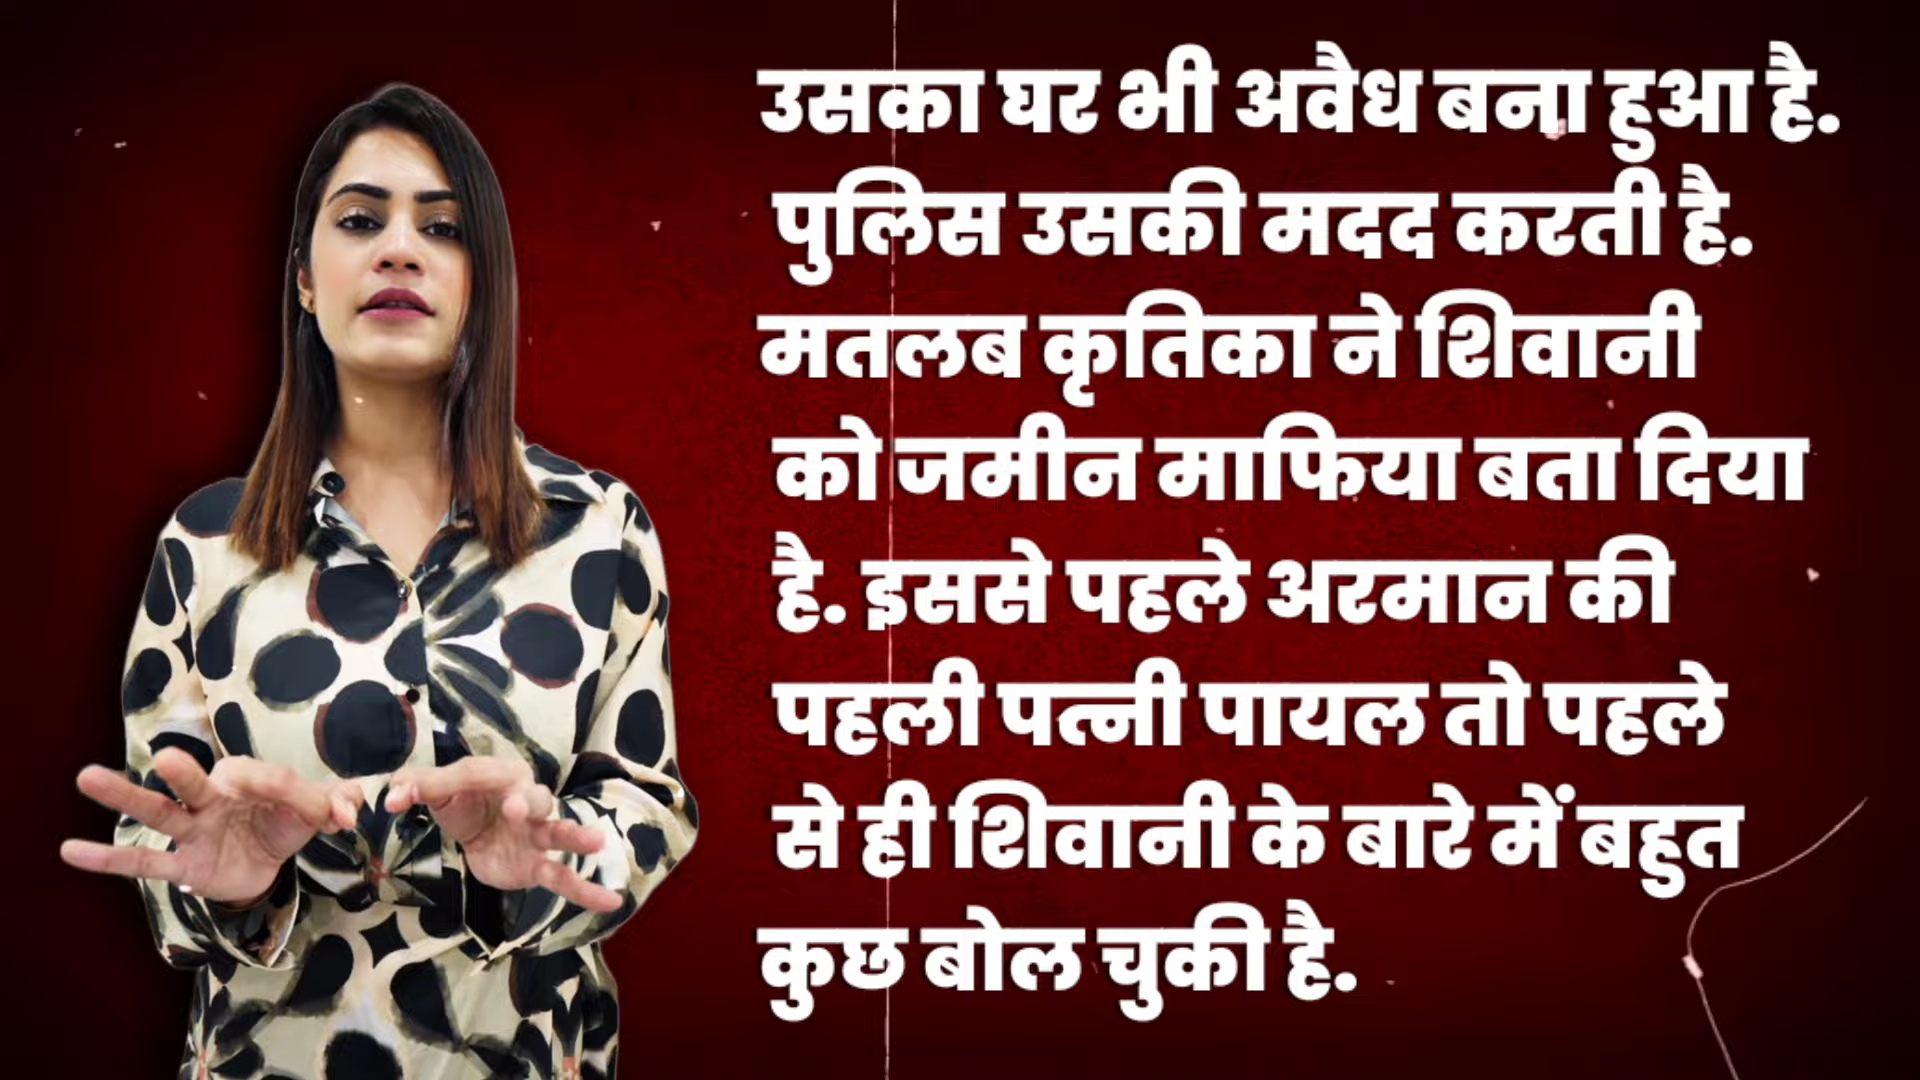 उसका घर भी अवैध बना हुआ है.
पुलिस उसकी मदद करती है.
मतलब कृतिका ने शिवानी
को जमीन माफिया बता दिया
है. इससे पहले अरमान की
पहली पत्नी पायल तो पहले
से ही शिवानी के बारे में बहुत
कुछ बोल चुकी है.